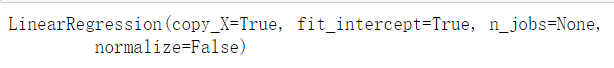 LinearRegression(copy_X=True, fit_intercept=True, n_jobs=None,
normalize=False)